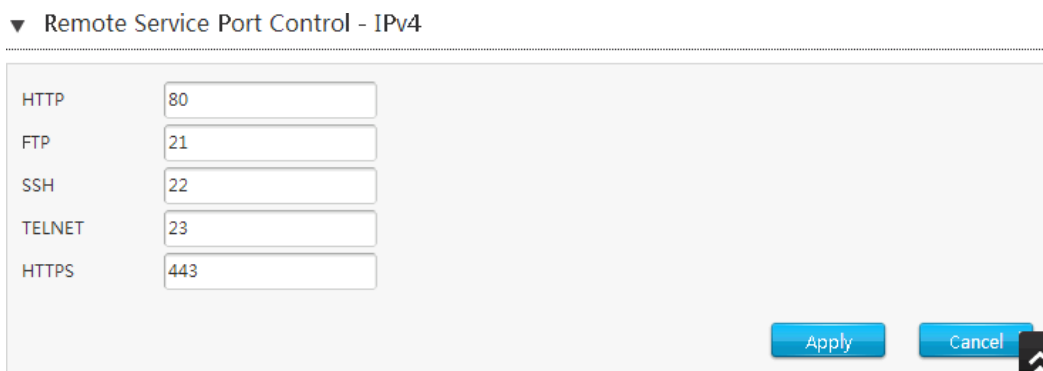 Remote Service Port Control - IPv4
HTTP 80
FTP 21
SSH 22
TELNET 23
HTTPS 443
Apply Cancel